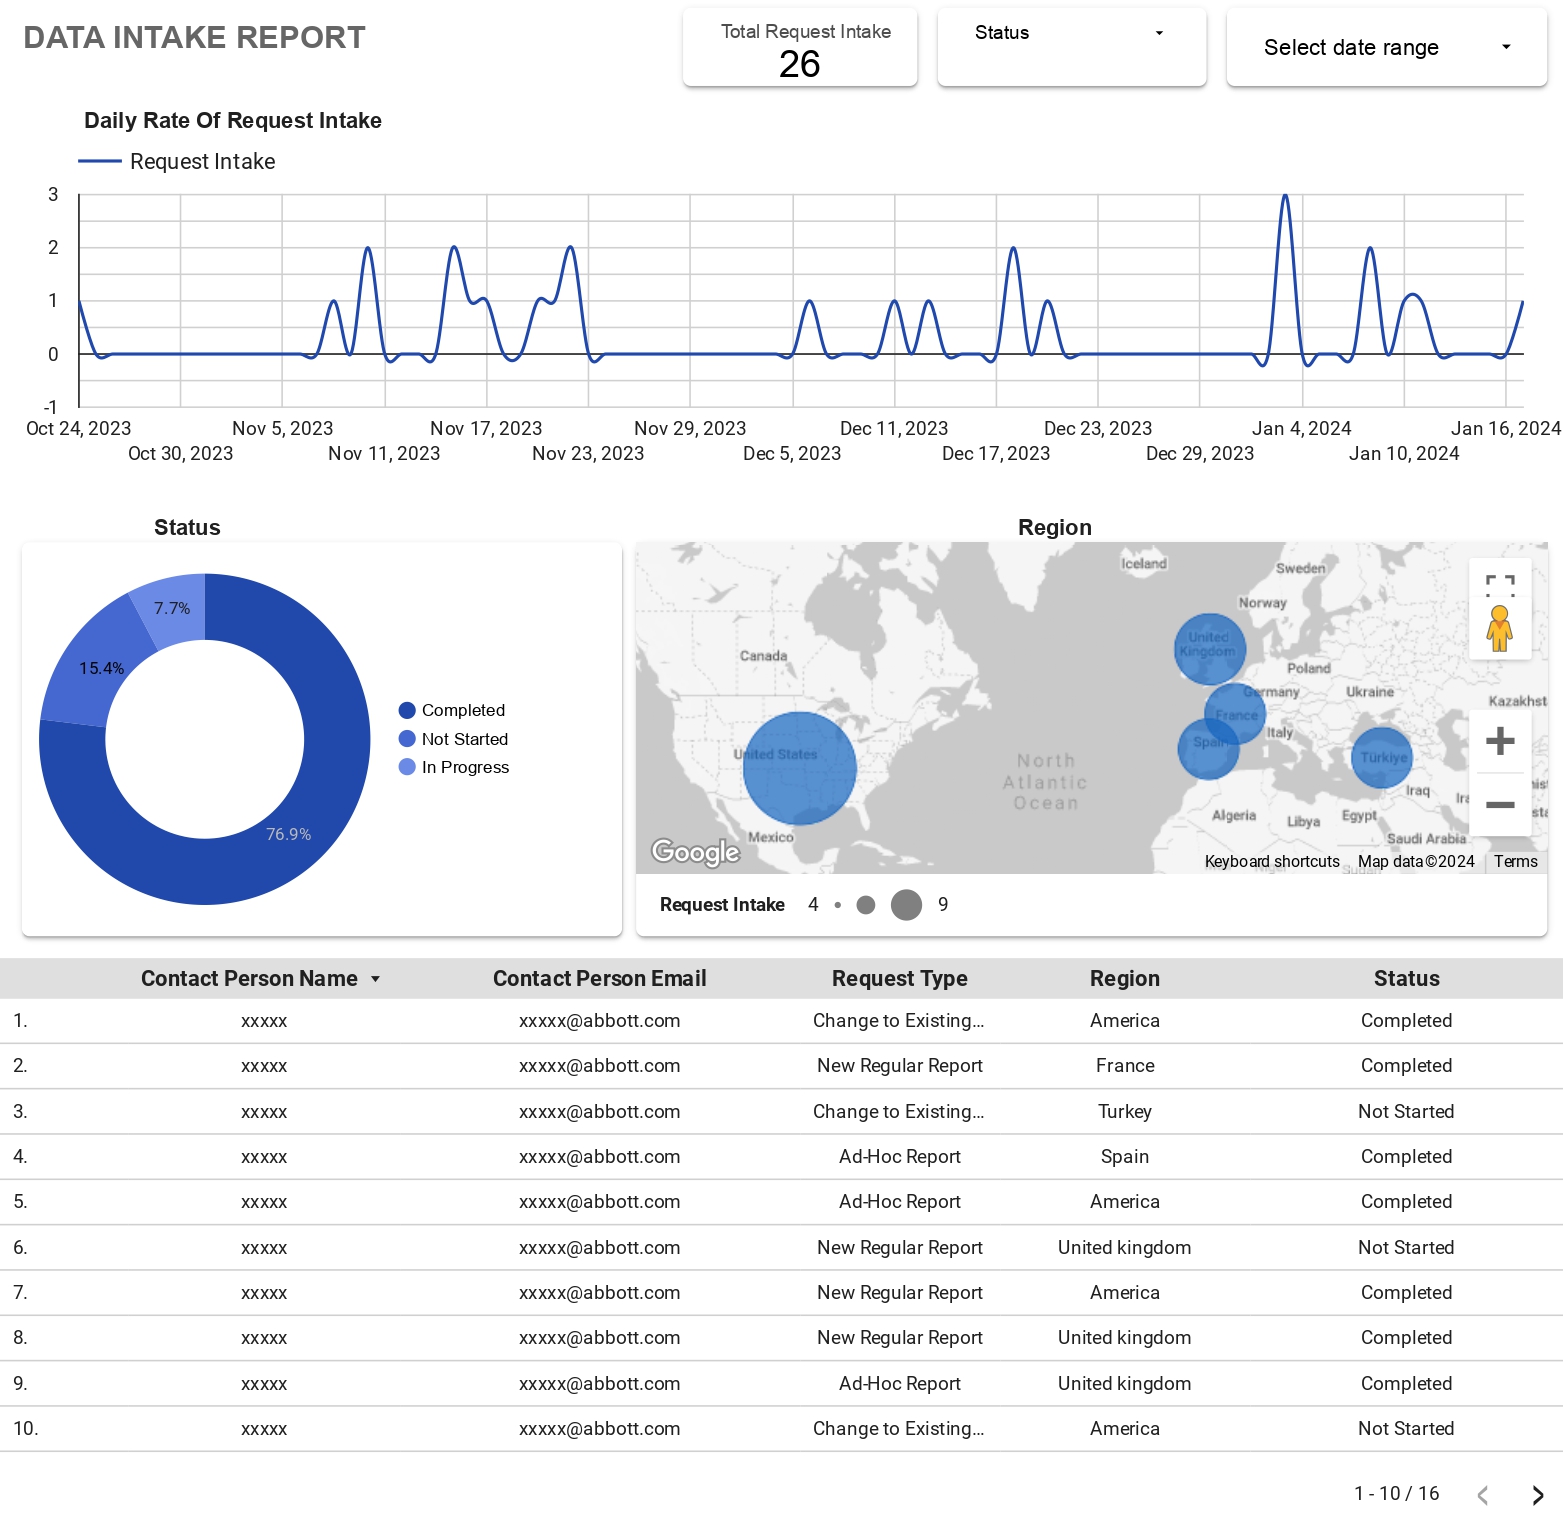 DATA INTAKE REPORT
Total Request Intake
26
Status
Select date range
Daily Rate Of Request Intake
Request Intake
3
2
1
0
-1
Oct 24, 2023
Nov 5, 2023
Nov 17, 2023
Nov 29, 2023
Dec 11, 2023
Dec 23, 2023
Jan 4, 2024
Jan 16, 2024
Oct 30, 2023
Nov 11, 2023
Nov 23, 2023
Dec 5, 2023
Dec 17, 2023
Dec 29, 2023
Jan 10, 2024
Status
7.7%
15.4%
76.9%
Completed
Not Started
In Progress
Region
Iceland
Sweden
Norway
United
Kingdom
Canada
Poland
Germany
Ukraine
Kazakhst
France
Italy
Spain
United States
Türkiye
North
Atlantic
Ocean
Iraq
Algeria
Libya
Egypt
Saudi Arabia
Mexico
Google
Keyboard shortcuts
Map data ©2024
Terms
Request Intake 4 9
Contact Person Name Contact Person Email Request Type Region Status
1. xxxxx xxxxx@abbott.com Change to Existing... America Completed
2. xxxxx xxxxx@abbott.com New Regular Report France Completed
3. xxxxx xxxxx@abbott.com Change to Existing... Turkey Not Started
4. xxxxx xxxxx@abbott.com Ad-Hoc Report Spain Completed
5. xxxxx xxxxx@abbott.com Ad-Hoc Report America Completed
6. xxxxx xxxxx@abbott.com New Regular Report United kingdom Not Started
7. xxxxx xxxxx@abbott.com New Regular Report America Completed
8. xxxxx xxxxx@abbott.com New Regular Report United kingdom Completed
9. xxxxx xxxxx@abbott.com Ad-Hoc Report United kingdom Completed
10. xxxxx xxxxx@abbott.com Change to Existing... America Not Started
1 - 10 / 16